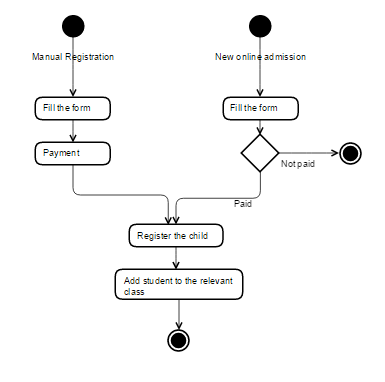 Manual Registration
New online admission
Fill the form
Fill the form
Payment
Not paid
Paid
Register the child
Add student to the relevant
class